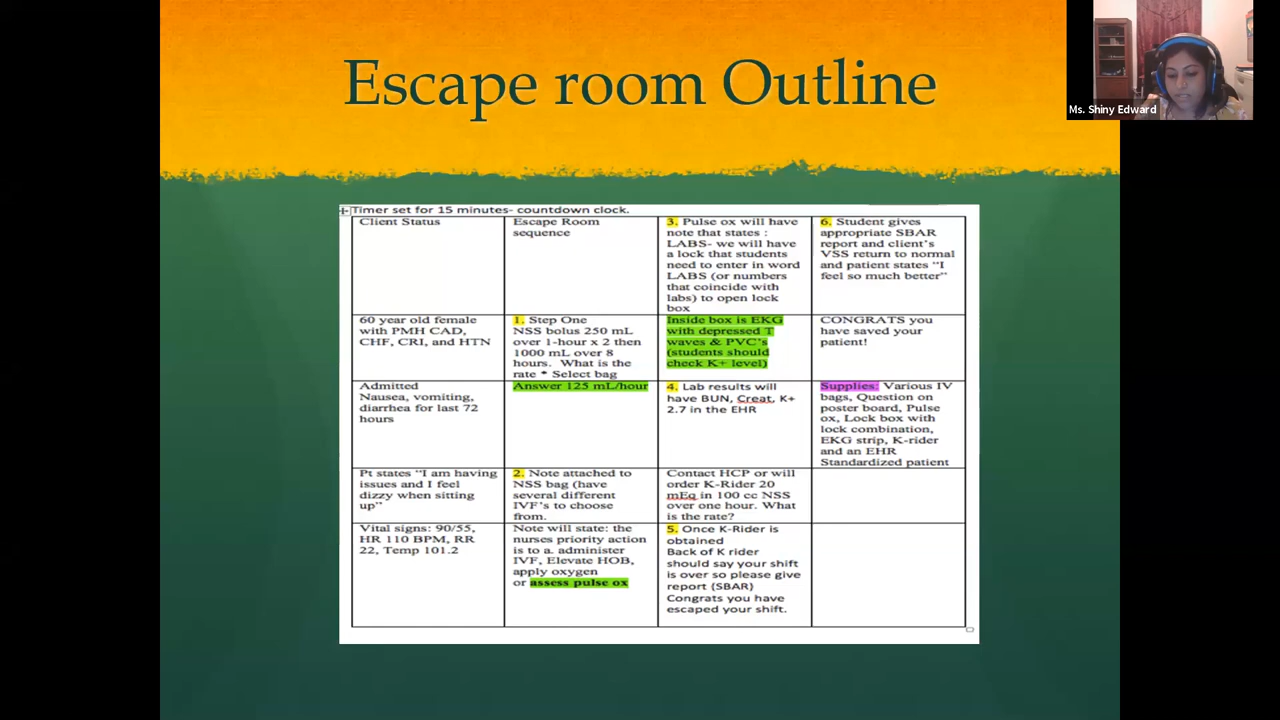 Escape room Outline
Ms. Shiny Edward
Timer set for 15 minutes- countdown clock.
Client Status
Escape Room
sequence
3. Pulse ox will have
note that states :
LABS- we will have
a lock that students
need to enter in word
LABS (or numbers
that coincide with
labs) to open lock
box
6. Student gives
appropriate SBAR
report and client's
VSS return to normal
and patient states "I
feel so much better"
60 year old female
with PMH CAD,
CHF, CRI, and HTN
1. Step One
NSS bolus 250 mL
over 1-hour x 2 then
1000 mL over 8
hours. What is the
rate * Select bag
Inside box is EKG
with depressed T
waves & PVC's
(students should
check K+ level)
CONGRATS you
have saved your
patient!
Admitted
Nausea, vomiting,
diarrhea for last 72
hours
Answer 125 mL/hour
4. Lab results will
have BUN, Creat, K+
2.7 in the EHR
Supplies: Various IV
bags, Question on
poster board, Pulse
ox, Lock box with
lock combination,
EKG strip, K-rider
and an EHR
Standardized patient
Pt states "I am having
issues and I feel
dizzy when sitting
up"
2. Note attached to
NSS bag (have
several different
IVF's to choose
from.
Contact HCP or will
order K-Rider 20
mEq in 100 cc NSS
over one hour. What
is the rate?
Vital signs: 90/55,
HR 110 BPM, RR
22, Temp 101.2
Note will state: the
nurses priority action
is to a. administer
IVF, Elevate HOB,
apply oxygen
or assess pulse ox
5. Once K-Rider is
obtained
Back of K rider
should say your shift
is over so please give
report (SBAR)
Congrats you have
escaped your shift.